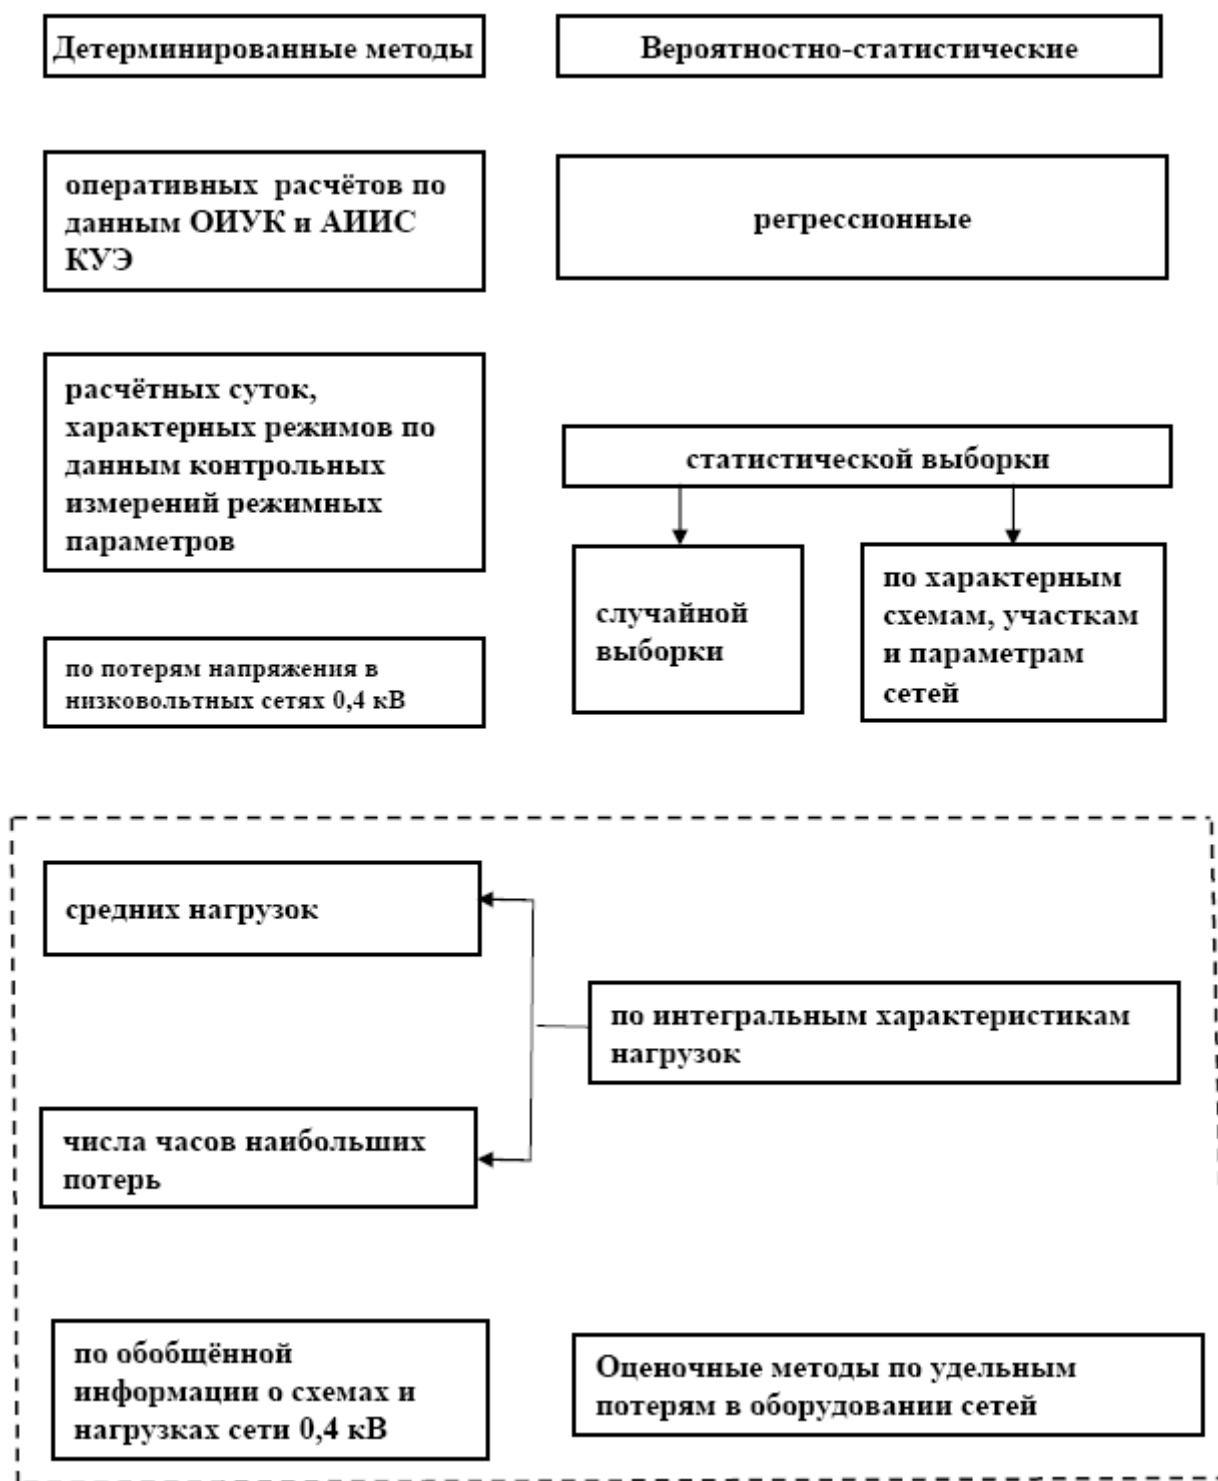 Детерминированные методы
Вероятностно-статистические
оперативных расчётов по
данным ОИУК и АИИС
КУЭ
регрессионные
расчётных суток,
характерных режимов по
данным контрольных
измерений режимных
параметров
статистической выборки
случайной
выборки
по характерным
схемам, участкам
и параметрам
сетей
по потерям напряжения в
низковольтных сетях 0,4 кВ
средних нагрузок
по интегральным характеристикам
нагрузок
числа часов наибольших
потерь
по обобщённой
информации о схемах и
нагрузках сети 0,4 кВ
Оценочные методы по удельным
потерям в оборудовании сетей